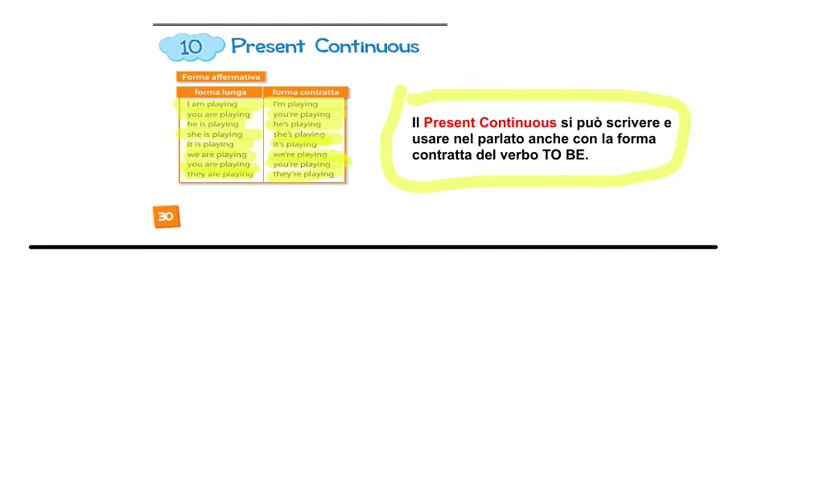 10 Present Continuous
Forma affermativa
forma lunga forma contratta
I am playing I'm playing
you are playing you're playing
he is playing he's playing
she is playing she's playing
it is playing it's playing
we are playing we're playing
you are playing you're playing
they are playing they're playing
Il Present Continuous si può scrivere e
usare nel parlato anche con la forma
contratta del verbo TO BE.
30